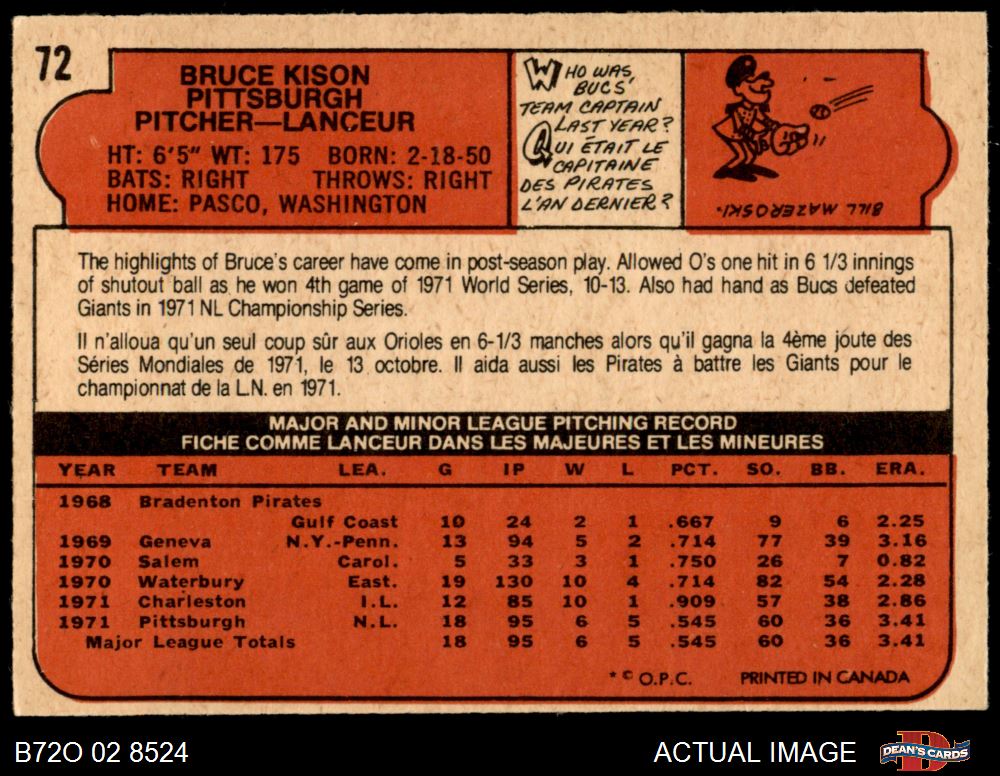 72
BRUCE KISON
PITTSBURGH
PITCHER—LANCEUR
HT: 6'5" WT: 175 BORN: 2-18-50
BATS: RIGHT THROWS: RIGHT
HOME: PASCO, WASHINGTON
WHO WAS
BUCS'
TEAM CAPTAIN
LAST YEAR?
QUI ÉTAIT LE
CAPITAINE
DES PIRATES
L'AN DERNIER?
BILL MAZEROSKI.
The highlights of Bruce's career have come in post-season play. Allowed O's one hit in 6 1/3 innings
of shutout ball as he won 4th game of 1971 World Series, 10-13. Also had hand as Bucs defeated
Giants in 1971 NL Championship Series.
Il n'alloua qu'un seul coup sûr aux Orioles en 6-1/3 manches alors qu'il gagna la 4ème joute des
Séries Mondiales de 1971, le 13 octobre. Il aida aussi les Pirates à battre les Giants pour le
championnat de la L.N. en 1971.
MAJOR AND MINOR LEAGUE PITCHING RECORD
FICHE COMME LANCEUR DANS LES MAJEURES ET LES MINEURES
YEAR TEAM LEA. G IP W L PCT. SO. BB. ERA.
1968 Bradenton Pirates
Gulf Coast 10 24 2 1 .667 9 6 2.25
1969 Geneva N.Y.-Penn. 13 94 5 2 .714 77 39 3.16
1970 Salem Carol. 5 33 3 1 .750 26 7 0.82
1970 Waterbury East. 19 130 10 4 .714 82 54 2.28
1971 Charleston I.L. 12 85 10 1 .909 57 38 2.86
1971 Pittsburgh N.L. 18 95 6 5 .545 60 36 3.41
Major League Totals 18 95 6 5 .545 60 36 3.41
* © O.P.C. PRINTED IN CANADA
B72O 02 8524 ACTUAL IMAGE DEAN'S CARDS